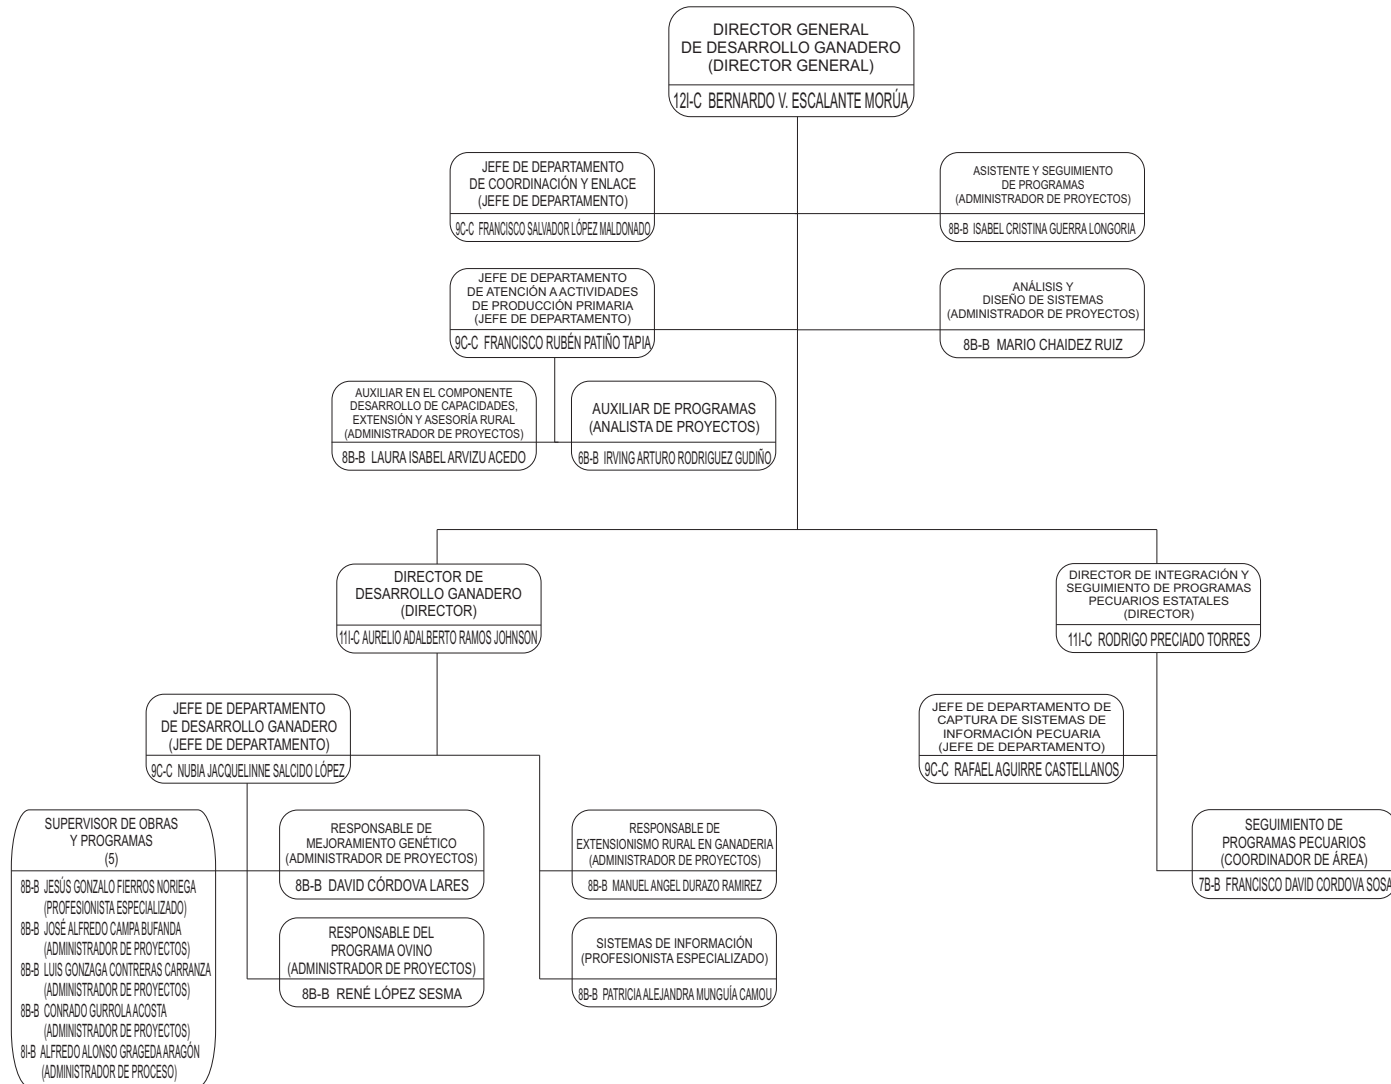 DIRECTOR GENERAL
DE DESARROLLO GANADERO
(DIRECTOR GENERAL)
12I-C BERNARDO V. ESCALANTE MORÚA
JEFE DE DEPARTAMENTO
DE COORDINACIÓN Y ENLACE
(JEFE DE DEPARTAMENTO)
9C-C FRANCISCO SALVADOR LÓPEZ MALDONADO
ASISTENTE Y SEGUIMIENTO
DE PROGRAMAS
(ADMINISTRADOR DE PROYECTOS)
8B-B ISABEL CRISTINA GUERRA LONGORIA
JEFE DE DEPARTAMENTO
DE ATENCIÓN A ACTIVIDADES
DE PRODUCCIÓN PRIMARIA
(JEFE DE DEPARTAMENTO)
9C-C FRANCISCO RUBÉN PATIÑO TAPIA
ANÁLISIS Y
DISEÑO DE SISTEMAS
(ADMINISTRADOR DE PROYECTOS)
8B-B MARIO CHAIDEZ RUIZ
AUXILIAR EN EL COMPONENTE
DESARROLLO DE CAPACIDADES,
EXTENSIÓN Y ASESORÍA RURAL
(ADMINISTRADOR DE PROYECTOS)
8B-B LAURA ISABEL ARVIZU ACEDO
AUXILIAR DE PROGRAMAS
(ANALISTA DE PROYECTOS)
6B-B IRVING ARTURO RODRIGUEZ GUDIÑO
DIRECTOR DE
DESARROLLO GANADERO
(DIRECTOR)
11I-C AURELIO ADALBERTO RAMOS JOHNSON
DIRECTOR DE INTEGRACIÓN Y
SEGUIMIENTO DE PROGRAMAS
PECUARIOS ESTATALES
(DIRECTOR)
11I-C RODRIGO PRECIADO TORRES
JEFE DE DEPARTAMENTO
DE DESARROLLO GANADERO
(JEFE DE DEPARTAMENTO)
9C-C NUBIA JACQUELINNE SALCIDO LÓPEZ
JEFE DE DEPARTAMENTO DE
CAPTURA DE SISTEMAS DE
INFORMACIÓN PECUARIA
(JEFE DE DEPARTAMENTO)
9C-C RAFAEL AGUIRRE CASTELLANOS
SUPERVISOR DE OBRAS
Y PROGRAMAS
(5)
8B-B JESÚS GONZALO FIERROS NORIEGA
(PROFESIONISTA ESPECIALIZADO)
8B-B JOSÉ ALFREDO CAMPA BUFANDA
(ADMINISTRADOR DE PROYECTOS)
8B-B LUIS GONZAGA CONTRERAS CARRANZA
(ADMINISTRADOR DE PROYECTOS)
8B-B CONRADO GURROLA ACOSTA
(ADMINISTRADOR DE PROYECTOS)
8I-B ALFREDO ALONSO GRAGEDA ARAGÓN
(ADMINISTRADOR DE PROCESO)
RESPONSABLE DE
MEJORAMIENTO GENÉTICO
(ADMINISTRADOR DE PROYECTOS)
8B-B DAVID CÓRDOVA LARES
RESPONSABLE DE
EXTENSIONISMO RURAL EN GANADERIA
(ADMINISTRADOR DE PROYECTOS)
8B-B MANUEL ANGEL DURAZO RAMIREZ
SEGUIMIENTO DE
PROGRAMAS PECUARIOS
(COORDINADOR DE ÁREA)
7B-B FRANCISCO DAVID CORDOVA SOSA
RESPONSABLE DEL
PROGRAMA OVINO
(ADMINISTRADOR DE PROYECTOS)
8B-B RENÉ LÓPEZ SESMA
SISTEMAS DE INFORMACIÓN
(PROFESIONISTA ESPECIALIZADO)
8B-B PATRICIA ALEJANDRA MUNGUÍA CAMOU